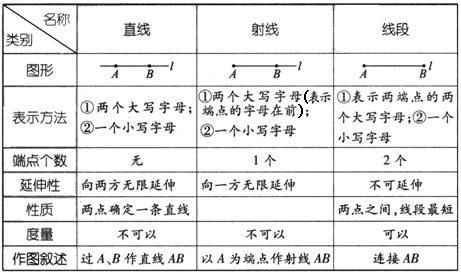 名称
类别
直线
射线
线段
图形
A
B
l
A
B
l
A
B
l
表示方法
①两个大写字母;
②一个小写字母
①两个大写字母(表示
端点的字母在前);
②一个小写字母
①表示两端点的两
个大写字母;②一个
小写字母
端点个数
无
1个
2个
延伸性
向两方无限延伸
向一方无限延伸
不可延伸
性质
两点确定一条直线
两点之间,线段最短
度量
不可以
不可以
可以
作图叙述
过A、B作直线AB
以A为端点作射线AB
连接AB